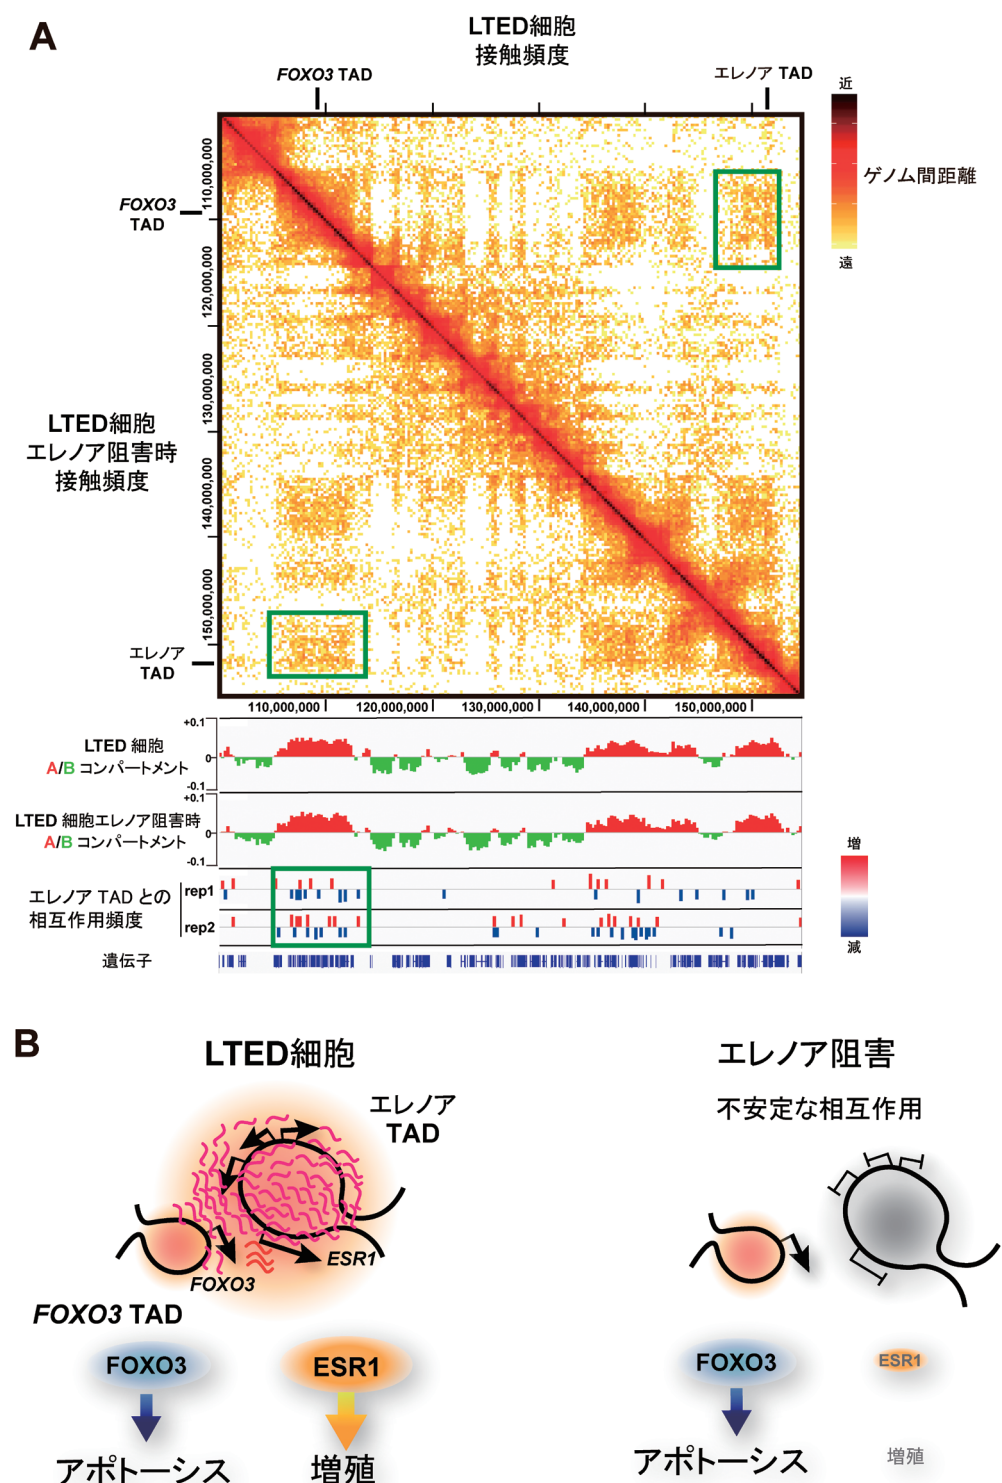 A
LTED細胞
接触頻度
FOXO3 TAD
エレノア TAD
近
ゲノム間距離
遠
FOXO3
TAD
110,000,000
120,000,000
130,000,000
140,000,000
150,000,000
LTED細胞
エレノア阻害時
接触頻度
エレノア
TAD
110,000,000
120,000,000
130,000,000
140,000,000
150,000,000
+0.1
LTED 細胞
A/B コンパートメント
0
-0.1
+0.1
LTED 細胞エレノア阻害時
A/B コンパートメント
0
-0.1
エレノア TAD との
相互作用頻度
rep1
rep2
増
減
遺伝子
B
LTED細胞
エレノア
TAD
FOXO3
ESR1
FOXO3 TAD
FOXO3
ESR1
アポトーシス
増殖
エレノア阻害
不安定な相互作用
FOXO3
ESR1
アポトーシス
増殖